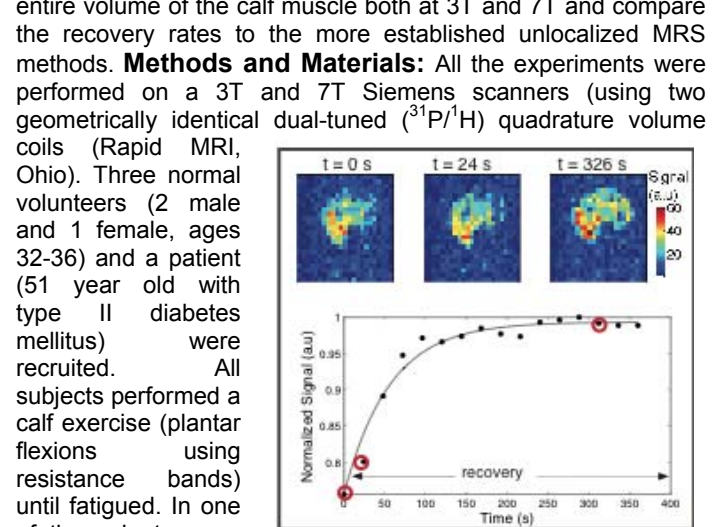 entire volume of the calf muscle both at 3T and 7T and compare
the recovery rates to the more established unlocalized MRS
methods. Methods and Materials: All the experiments were
performed on a 3T and 7T Siemens scanners (using two
geometrically identical dual-tuned (³¹P/¹H) quadrature volume
coils (Rapid MRI,
Ohio). Three normal
volunteers (2 male
and 1 female, ages
32-36) and a patient
(51 year old with
type II diabetes
mellitus) were
recruited. All
subjects performed a
calf exercise (plantar
flexions using
resistance bands)
until fatigued. In one
t = 0 s t = 24 s t = 326 s
Signal
(a.u)
60
40
20
Normalized Signal (a.u)
1
0.95
0.9
0.85
0.8
recovery
0 50 100 150 200 250 300 350 400
Time (s)